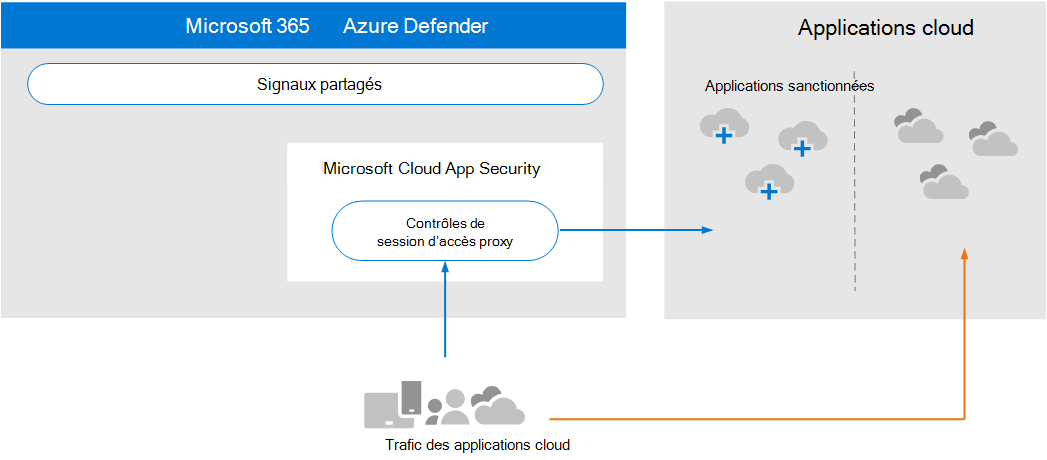 Microsoft 365 Azure Defender
Signaux partagés
Microsoft Cloud App Security
Contrôles de
session d'accès proxy
Applications cloud
Applications sanctionnées
Trafic des applications cloud